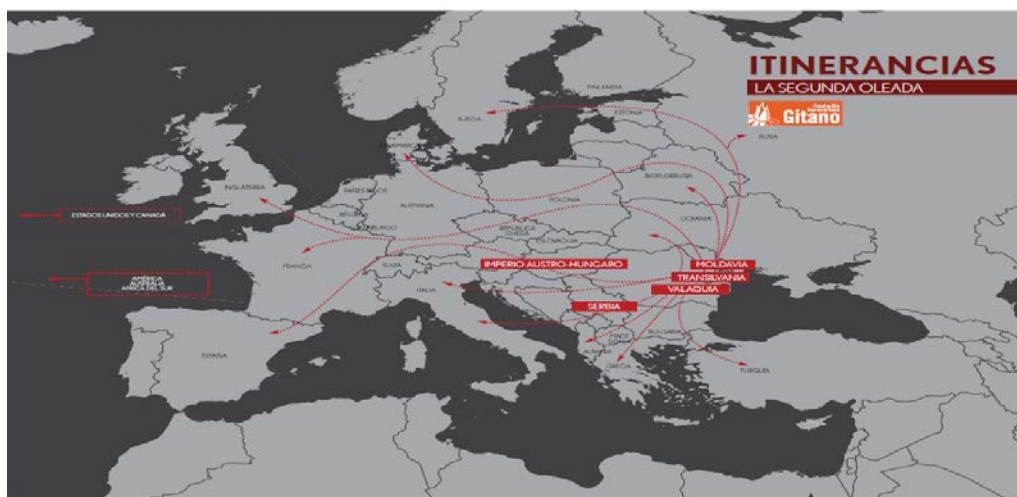 ITINERANCIAS
LA SEGUNDA OLEADA
Gitano
FINLANDIA
ESTONIA
SUECIA
RUSIA
DINAMARCA
BIELORRUSIA
INGLATERRA
PAÍSES BAJOS
ALEMANIA
POLONIA
UCRANIA
ESTADOS UNIDOS Y CANADÁ
REPÚBLICA
CHECA
ESLOVAQUIA
FRANCIA
SUIZA
IMPERIO AUSTRO-HUNGARO
MOLDAVIA
TRANSILVANIA
VALAQUIA
AMÉRICA
AUSTRALIA
ÁFRICA DEL SUR
ITALIA
SERBIA
BULGARIA
ESPAÑA
ALBANIA
GRECIA
TURQUÍA